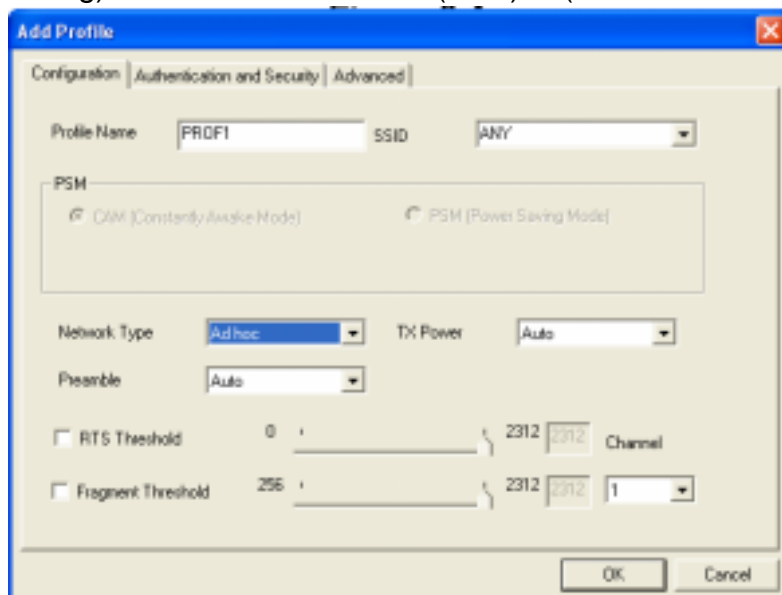 Add Profile
Configuration Authentication and Security Advanced
Profile Name PROF1 SSID ANY
PSM
CAM (Constantly Awake Mode) PSM (Power Saving Mode)
Network Type Ad hoc TX Power Auto
Preamble Auto
RTS Threshold 0 2312 2312 Channel
Fragment Threshold 256 2312 2312 1
OK Cancel